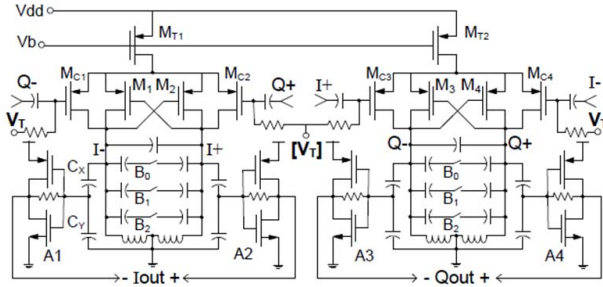 Vdd
Vb
MT1
MT2
Q-
MC1
M1
M2
MC2
Q+
I+
MC3
M3
M4
MC4
I-
VT
[VT]
VT
I-
I+
Q-
Q+
CX
CY
B0
B1
B2
B0
B1
B2
A1
A2
A3
A4
- Iout +
- Qout +